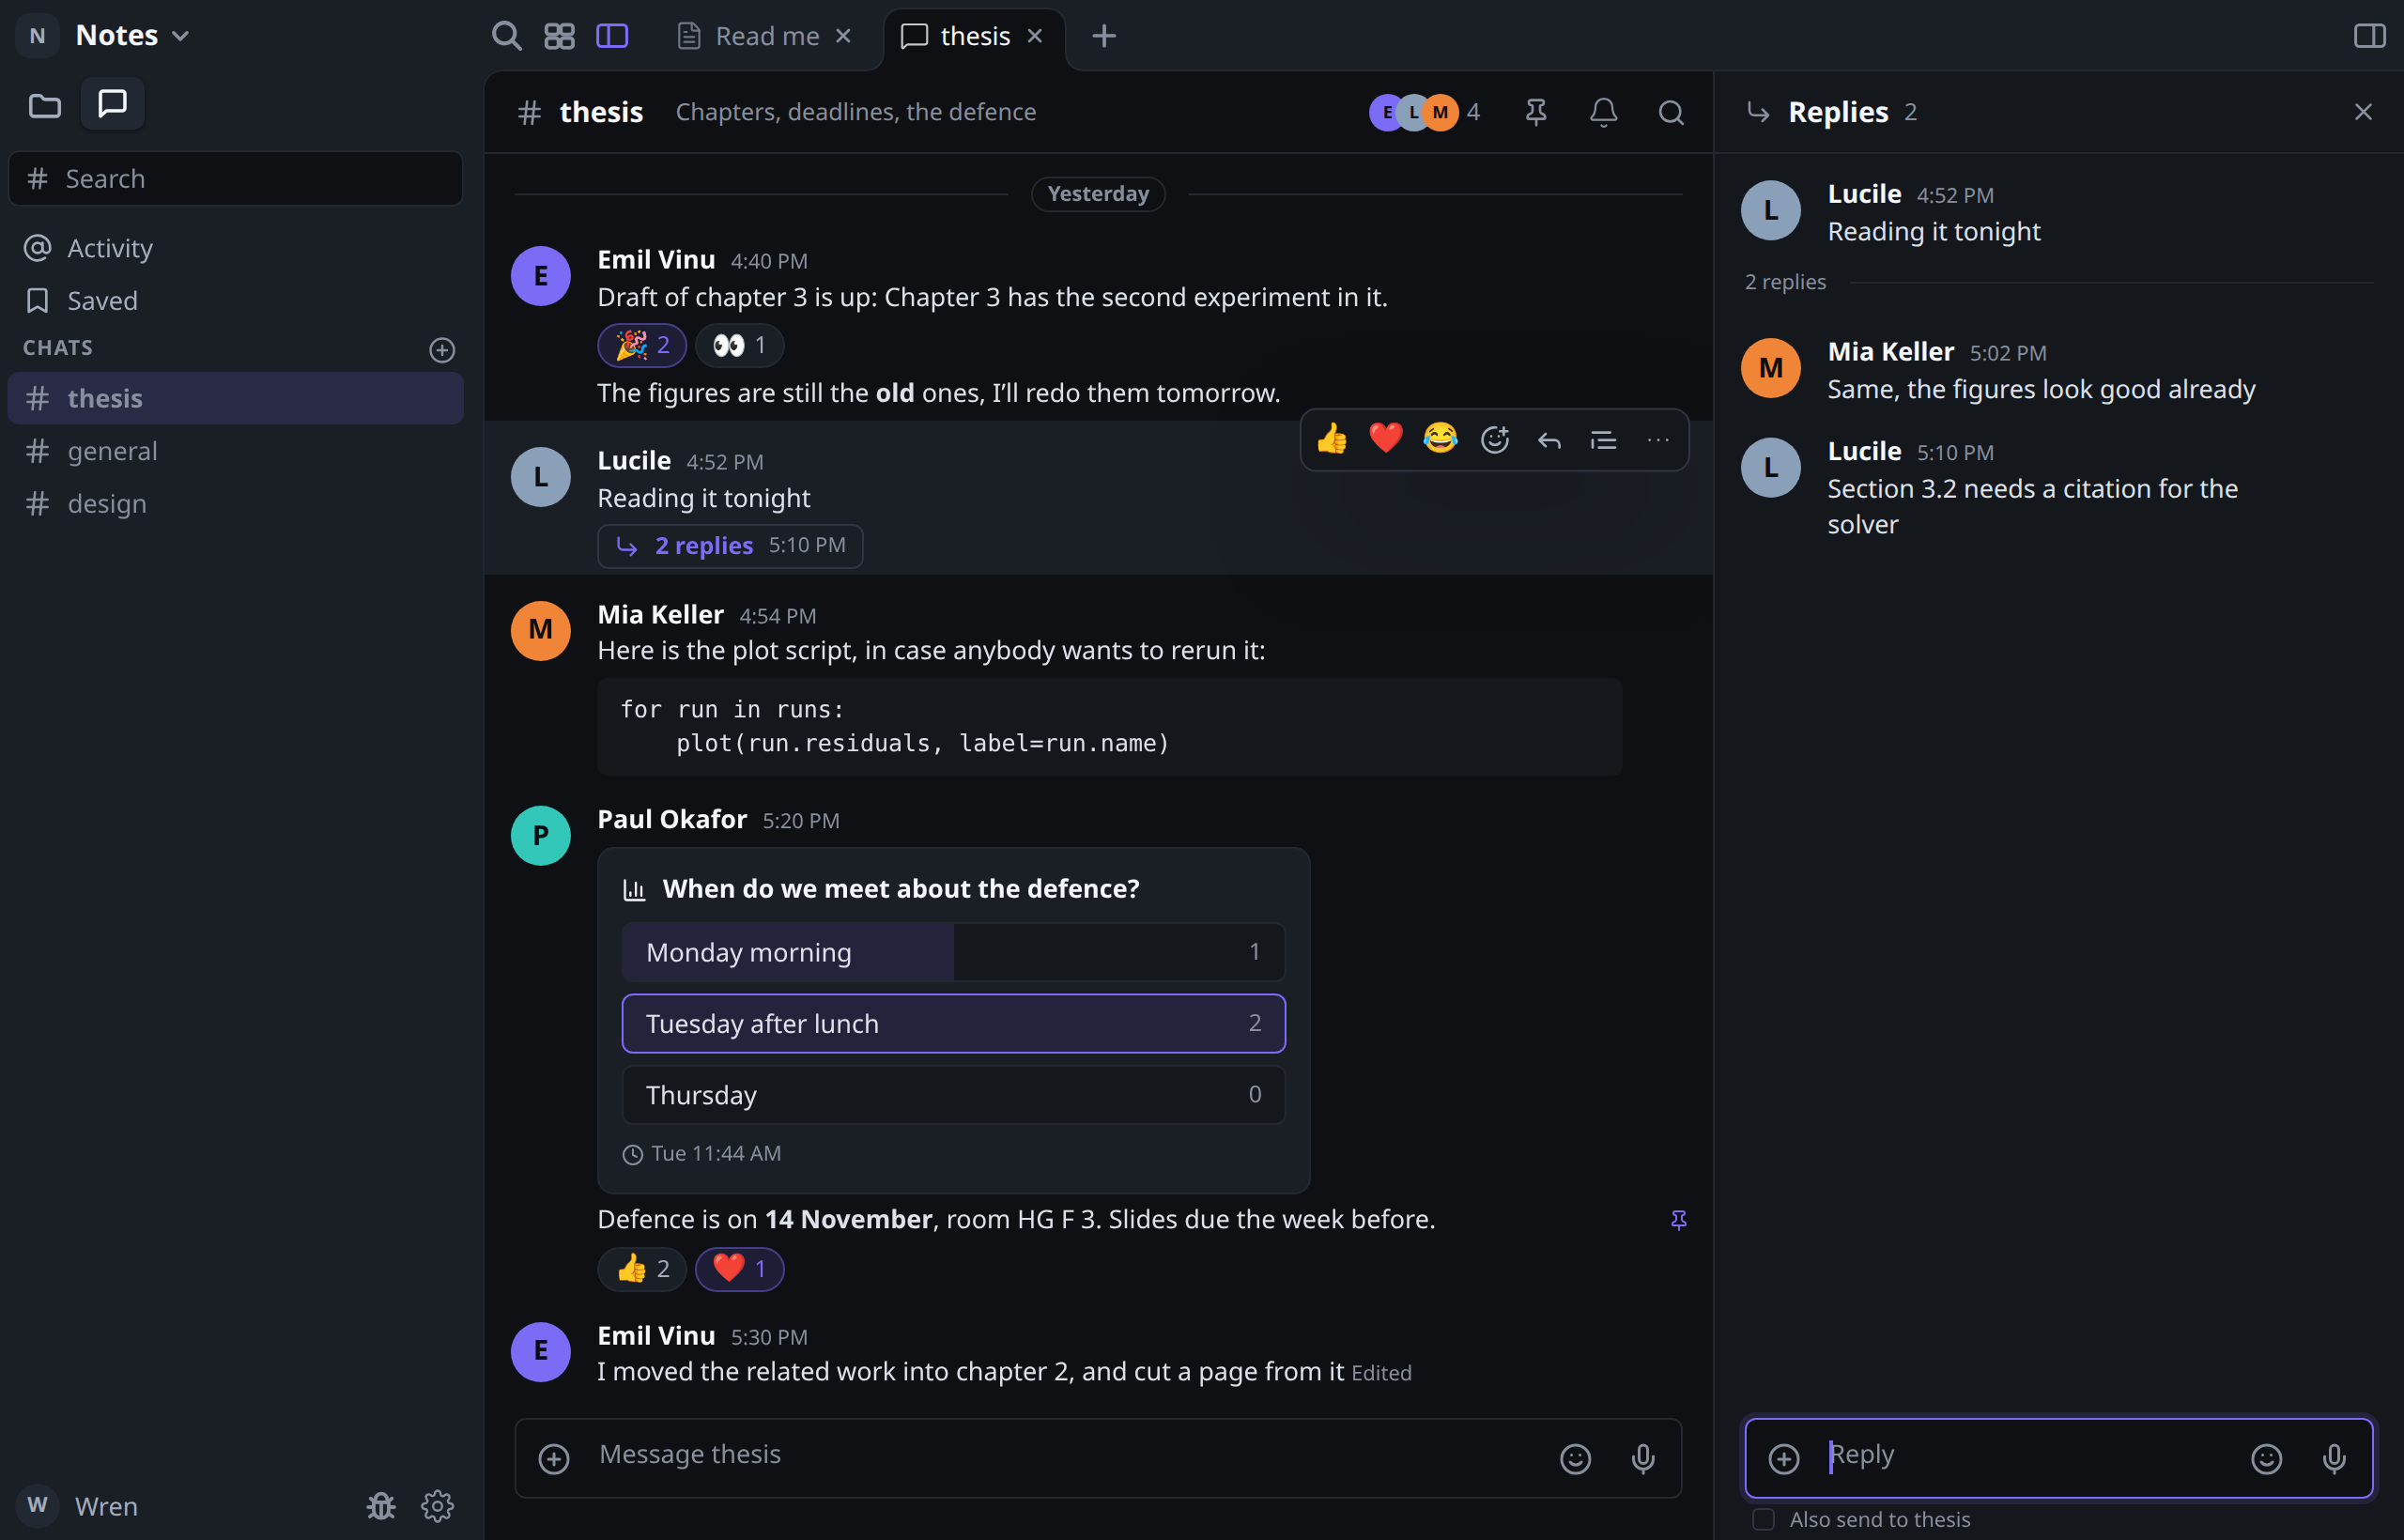 N Notes
Read me
thesis
Search
Activity
Saved
CHATS
# thesis
# general
# design
W Wren
# thesis Chapters, deadlines, the defence
E L M 4
Yesterday
E Emil Vinu 4:40 PM
Draft of chapter 3 is up: Chapter 3 has the second experiment in it.
🎉 2 👀 1
The figures are still the old ones, I’ll redo them tomorrow.
👍 ❤️ 😂 ···
L Lucile 4:52 PM
Reading it tonight
2 replies 5:10 PM
M Mia Keller 4:54 PM
Here is the plot script, in case anybody wants to rerun it:
for run in runs:
    plot(run.residuals, label=run.name)
P Paul Okafor 5:20 PM
When do we meet about the defence?
Monday morning 1
Tuesday after lunch 2
Thursday 0
Tue 11:44 AM
Defence is on 14 November, room HG F 3. Slides due the week before.
👍 2 ❤️ 1
E Emil Vinu 5:30 PM
I moved the related work into chapter 2, and cut a page from it Edited
Message thesis
Replies 2
L Lucile 4:52 PM
Reading it tonight
2 replies
M Mia Keller 5:02 PM
Same, the figures look good already
L Lucile 5:10 PM
Section 3.2 needs a citation for the
solver
Reply
Also send to thesis